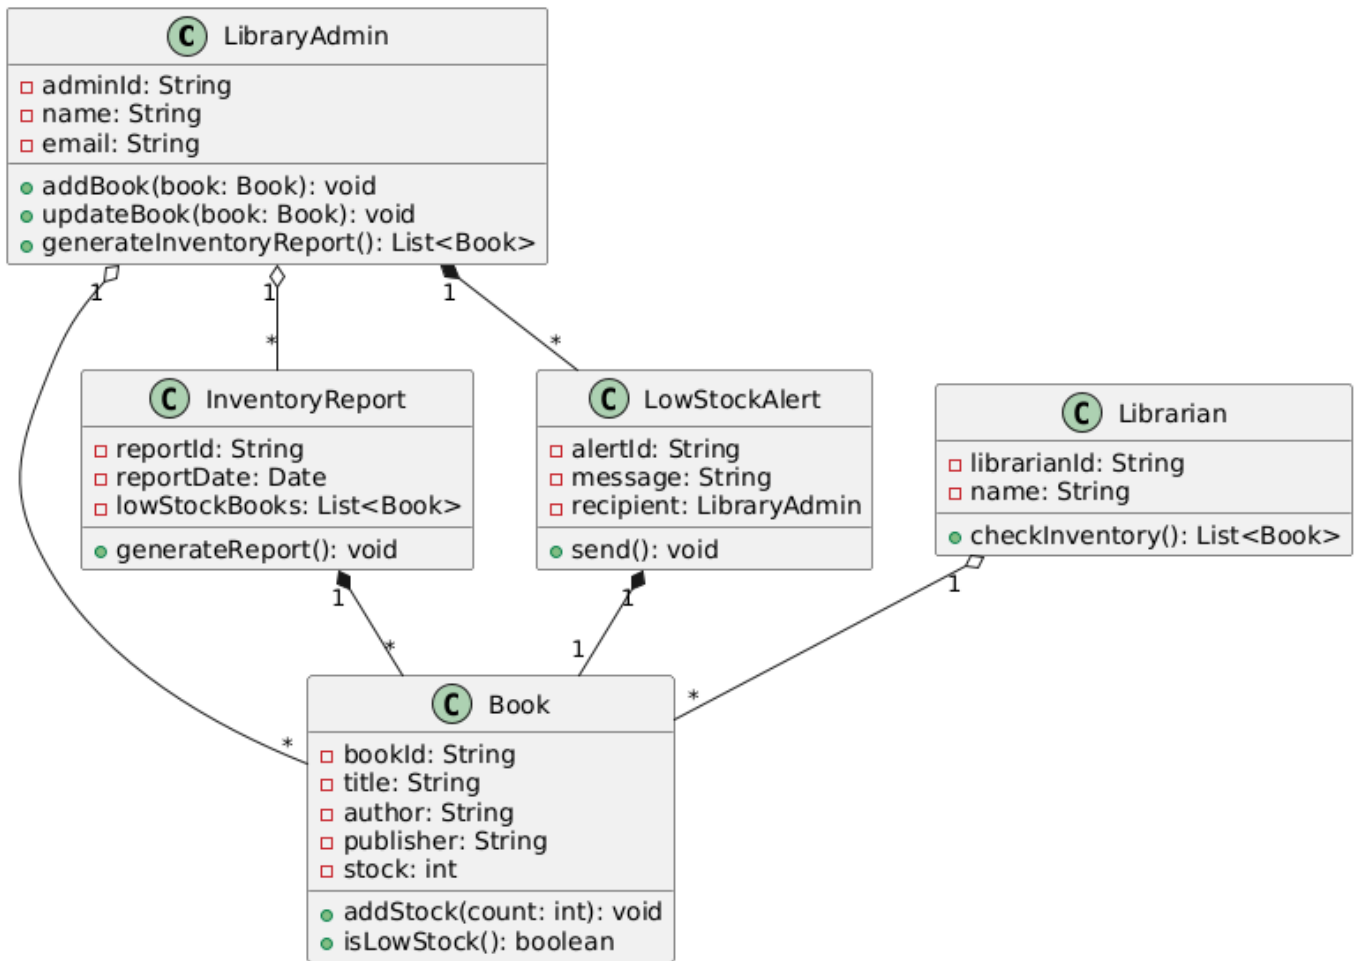 C LibraryAdmin
adminId: String
name: String
email: String
addBook(book: Book): void
updateBook(book: Book): void
generateInventoryReport(): List<Book>
1
1
1
*
*
C InventoryReport
reportId: String
reportDate: Date
lowStockBooks: List<Book>
generateReport(): void
1
*
C LowStockAlert
alertId: String
message: String
recipient: LibraryAdmin
send(): void
1
1
C Librarian
librarianId: String
name: String
checkInventory(): List<Book>
1
*
*
C Book
bookId: String
title: String
author: String
publisher: String
stock: int
addStock(count: int): void
isLowStock(): boolean